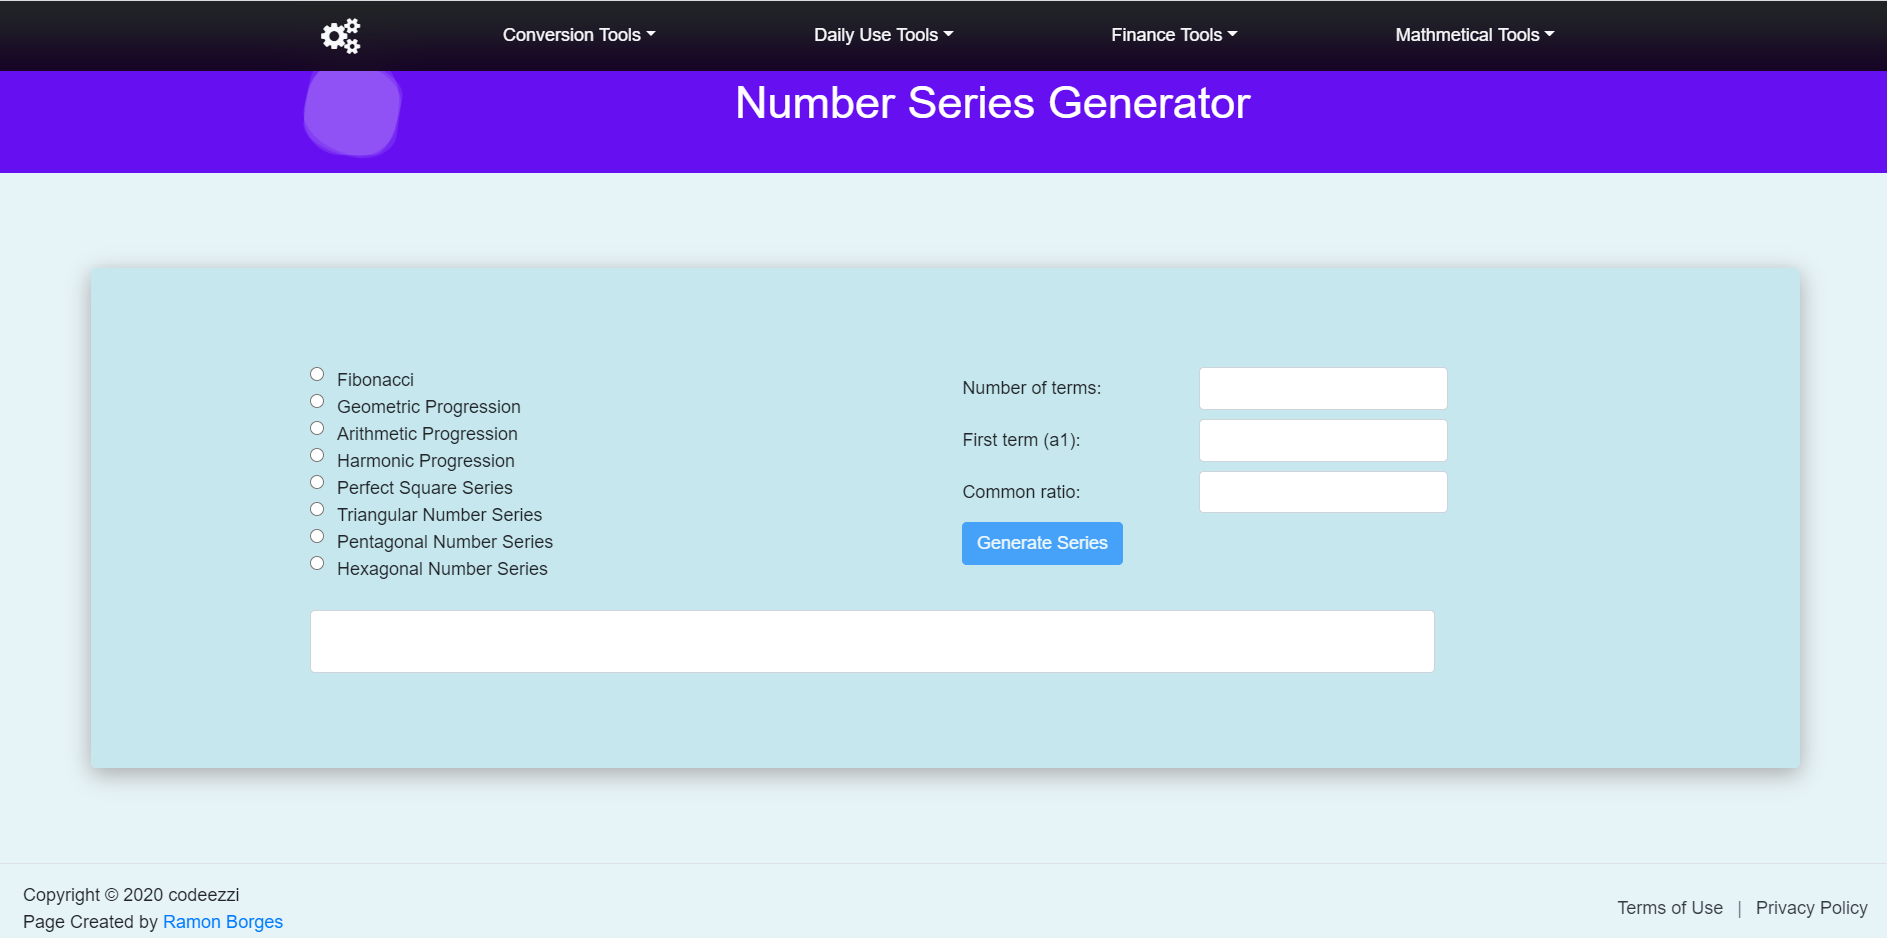 Conversion Tools
Daily Use Tools
Finance Tools
Mathmetical Tools
Number Series Generator
Fibonacci
Geometric Progression
Arithmetic Progression
Harmonic Progression
Perfect Square Series
Triangular Number Series
Pentagonal Number Series
Hexagonal Number Series
Number of terms:
First term (a1):
Common ratio:
Generate Series
Copyright © 2020 codeezzi
Page Created by Ramon Borges
Terms of Use | Privacy Policy